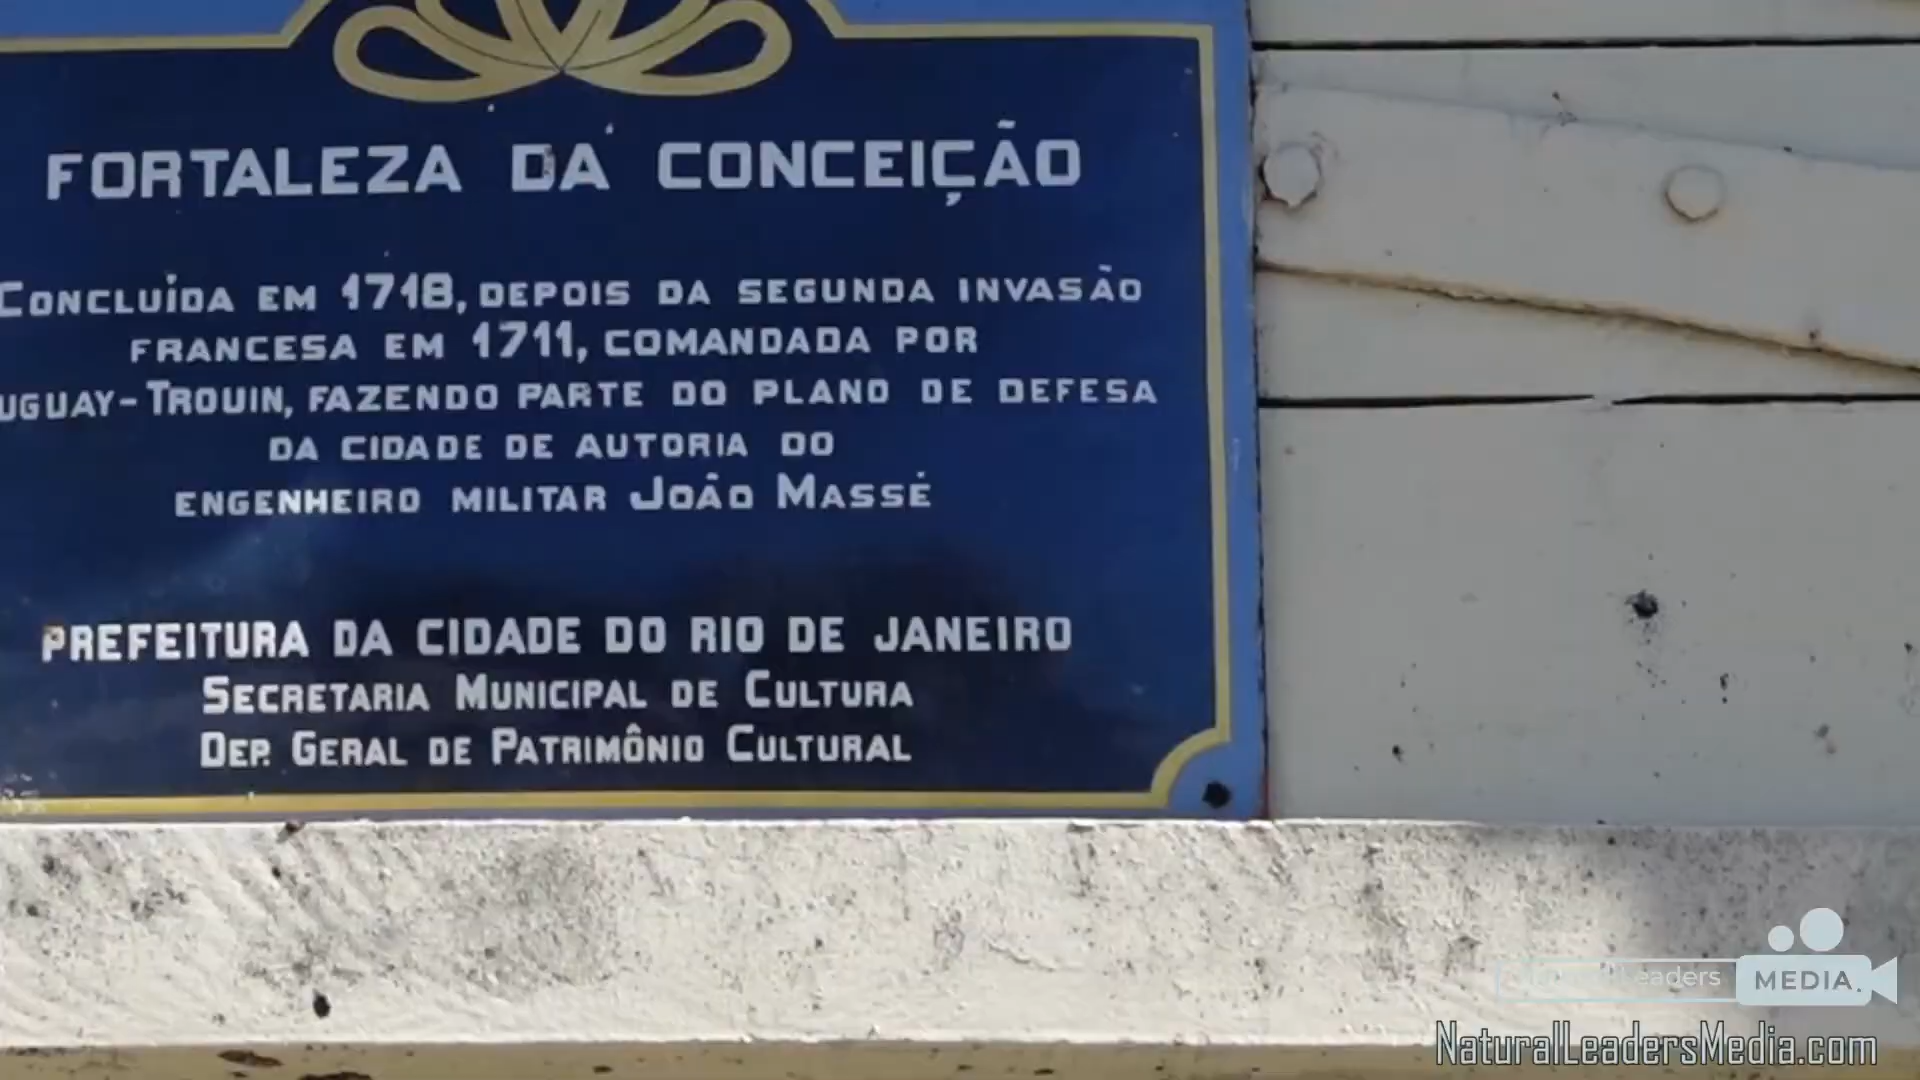 FORTALEZA DA CONCEIÇÃO
CONCLUÍDA EM 1718, DEPOIS DA SEGUNDA INVASÃO
FRANCESA EM 1711, COMANDADA POR
UGUAY-TROUIN, FAZENDO PARTE DO PLANO DE DEFESA
DA CIDADE DE AUTORIA DO
ENGENHEIRO MILITAR JOÃO MASSÉ
PREFEITURA DA CIDADE DO RIO DE JANEIRO
SECRETARIA MUNICIPAL DE CULTURA
DEP. GERAL DE PATRIMÔNIO CULTURAL
Leaders MEDIA.
NaturalLeadersMedia.com